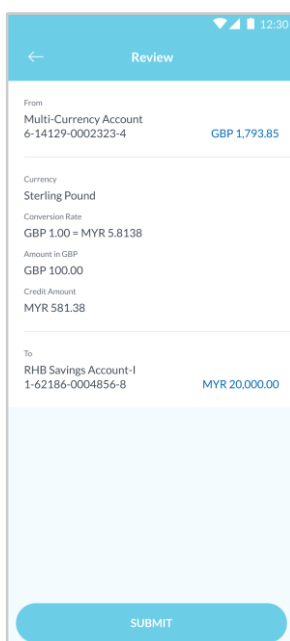 12:30
Review
From
Multi-Currency Account
6-14129-0002323-4 GBP 1,793.85
Currency
Sterling Pound
Conversion Rate
GBP 1.00 = MYR 5.8138
Amount in GBP
GBP 100.00
Credit Amount
MYR 581.38
To
RHB Savings Account-I
1-62186-0004856-8 MYR 20,000.00
SUBMIT